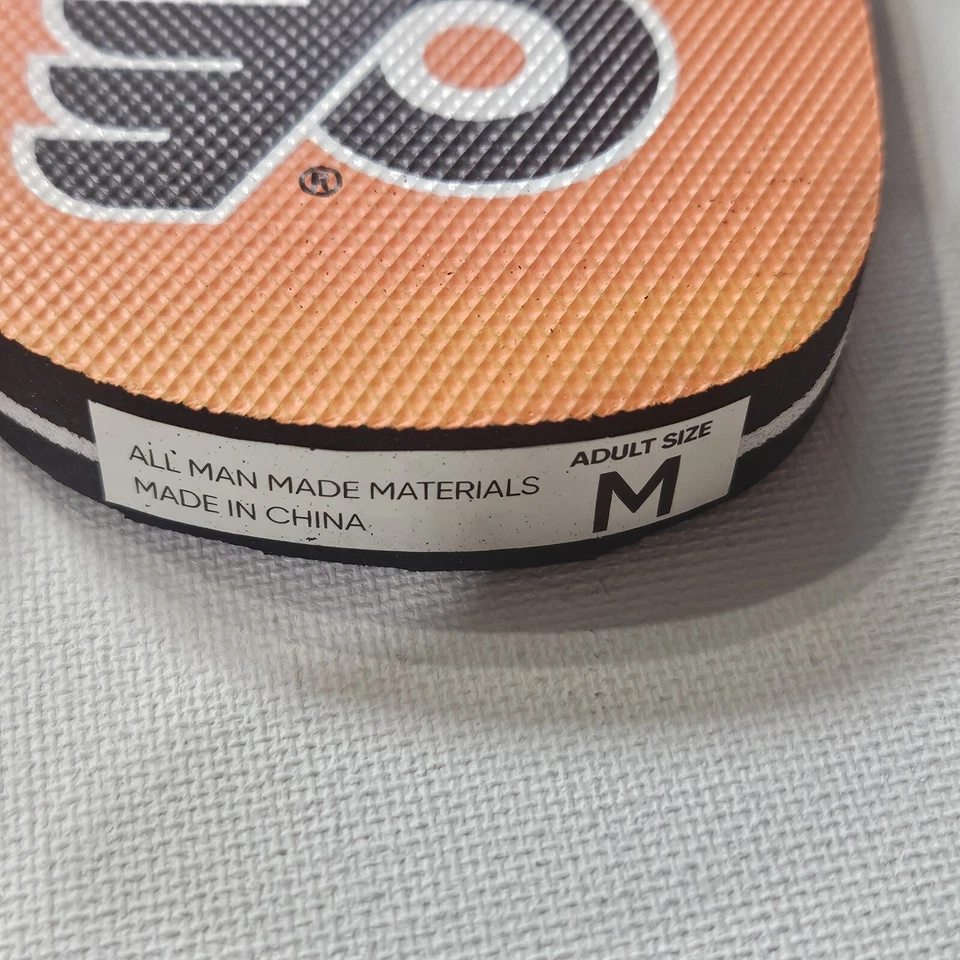 ®
ALL MAN MADE MATERIALS
MADE IN CHINA
ADULT SIZE
M